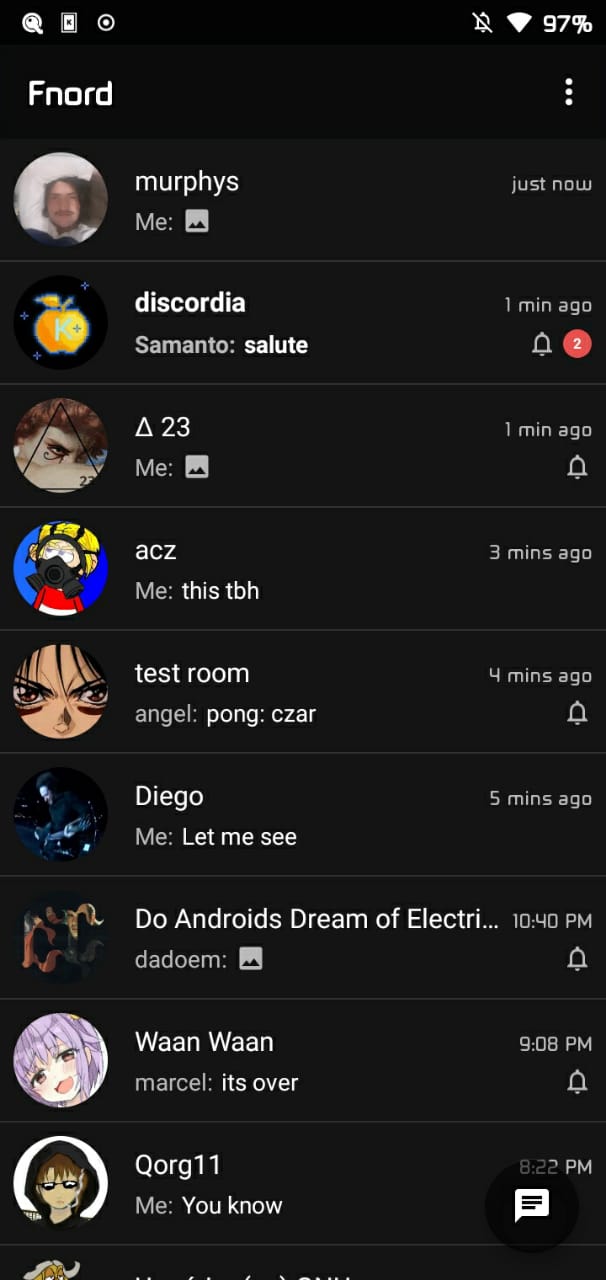 97%
Fnord
murphys
just now
Me:
discordia
1 min ago
Samanto: salute
2
Δ 23
1 min ago
Me:
acz
3 mins ago
Me: this tbh
test room
4 mins ago
angel: pong: czar
Diego
5 mins ago
Me: Let me see
Do Androids Dream of Electri...
10:40 PM
dadoem:
Waan Waan
9:08 PM
marcel: its over
Qorg11
8:22 PM
Me: You know